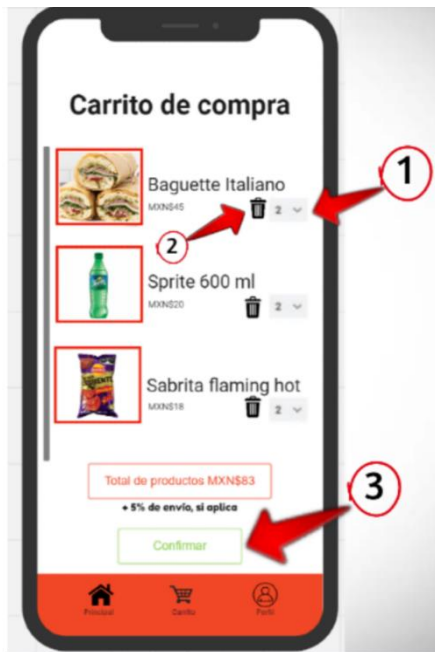 Carrito de compra
1
Baguette Italiano
MXN$45
2
2
Sprite 600 ml
MXN$20
2
Sabrita flaming hot
MXN$18
2
Total de productos MXN$83
3
+ 5% de envío, si aplica
Confirmar
Principal
Carrito
Perfil